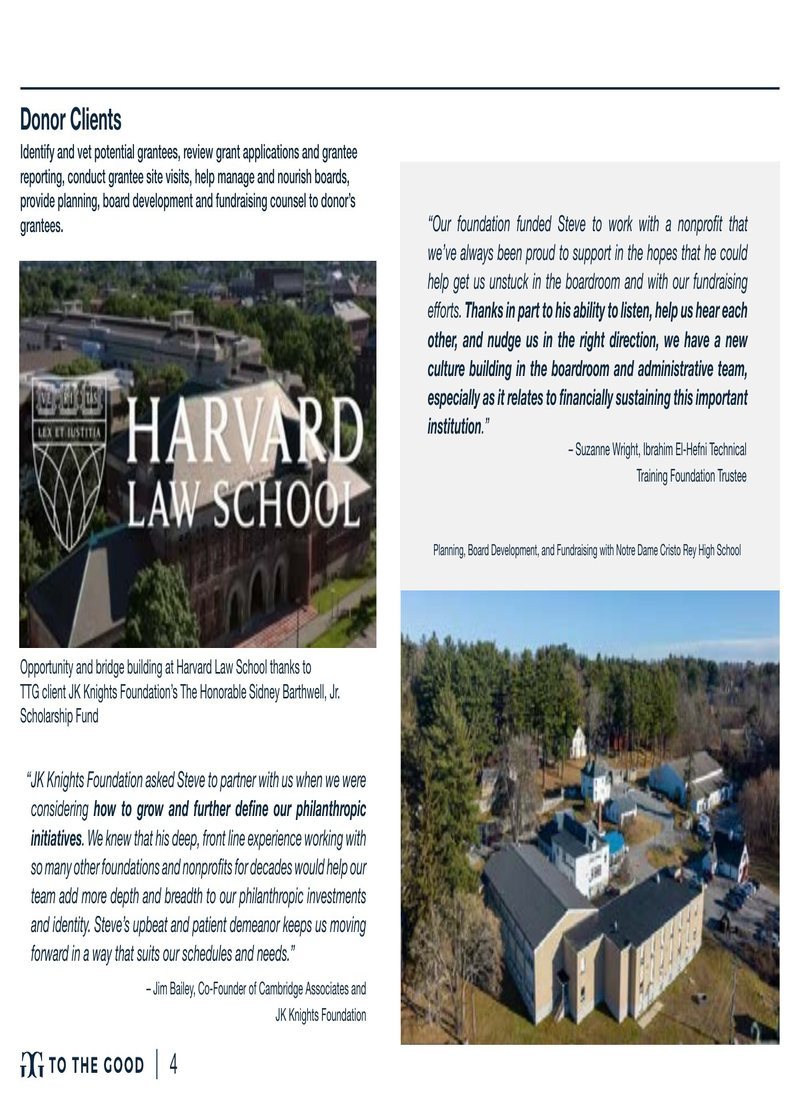 Donor Clients
Identify and vet potential grantees, review grant applications and grantee
reporting, conduct grantee site visits, help manage and nourish boards,
provide planning, board development and fundraising counsel to donor's
grantees.
VE RI TAS
LEX ET IUSTITIA
HARVARD
LAW SCHOOL
Opportunity and bridge building at Harvard Law School thanks to
TTG client JK Knights Foundation's The Honorable Sidney Barthwell, Jr.
Scholarship Fund
“JK Knights Foundation asked Steve to partner with us when we were
considering how to grow and further define our philanthropic
initiatives. We knew that his deep, front line experience working with
so many other foundations and nonprofits for decades would help our
team add more depth and breadth to our philanthropic investments
and identity. Steve's upbeat and patient demeanor keeps us moving
forward in a way that suits our schedules and needs.”
– Jim Bailey, Co-Founder of Cambridge Associates and
JK Knights Foundation
“Our foundation funded Steve to work with a nonprofit that
we've always been proud to support in the hopes that he could
help get us unstuck in the boardroom and with our fundraising
efforts. Thanks in part to his ability to listen, help us hear each
other, and nudge us in the right direction, we have a new
culture building in the boardroom and administrative team,
especially as it relates to financially sustaining this important
institution.”
– Suzanne Wright, Ibrahim El-Hefni Technical
Training Foundation Trustee
Planning, Board Development, and Fundraising with Notre Dame Cristo Rey High School
TTG TO THE GOOD | 4